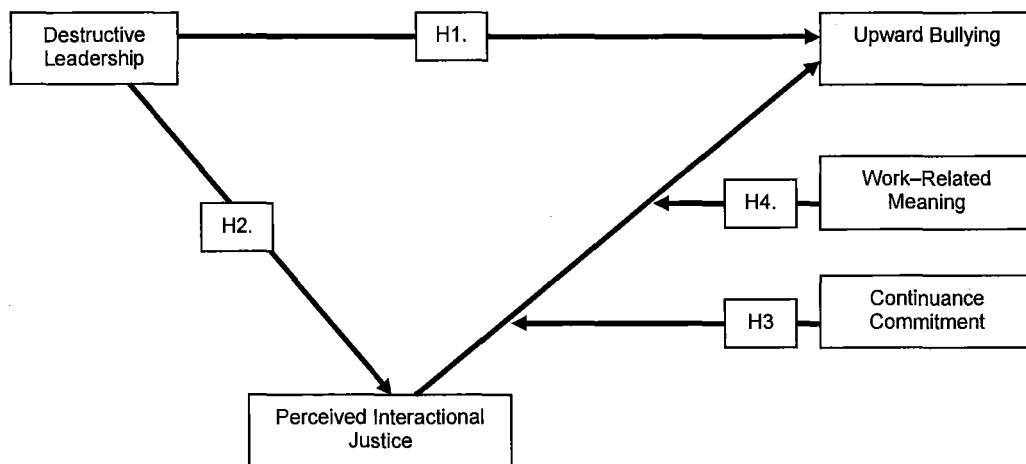 Destructive
Leadership
H1.
Upward Bullying
H2.
H4.
Work–Related
Meaning
H3
Continuance
Commitment
Perceived Interactional
Justice